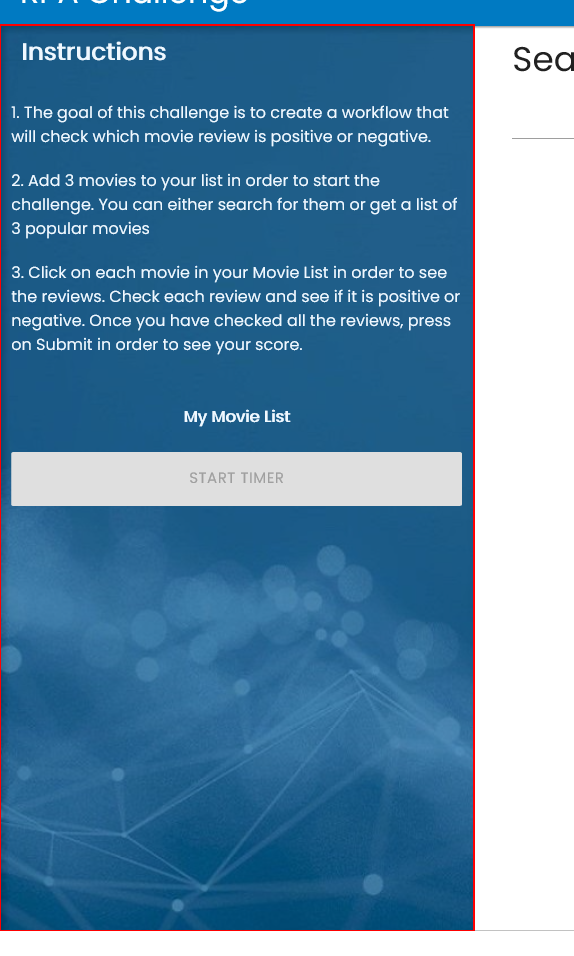 RPA Challenge
Instructions
1. The goal of this challenge is to create a workflow that
will check which movie review is positive or negative.
2. Add 3 movies to your list in order to start the
challenge. You can either search for them or get a list of
3 popular movies
3. Click on each movie in your Movie List in order to see
the reviews. Check each review and see if it is positive or
negative. Once you have checked all the reviews, press
on Submit in order to see your score.
My Movie List
START TIMER
Sea